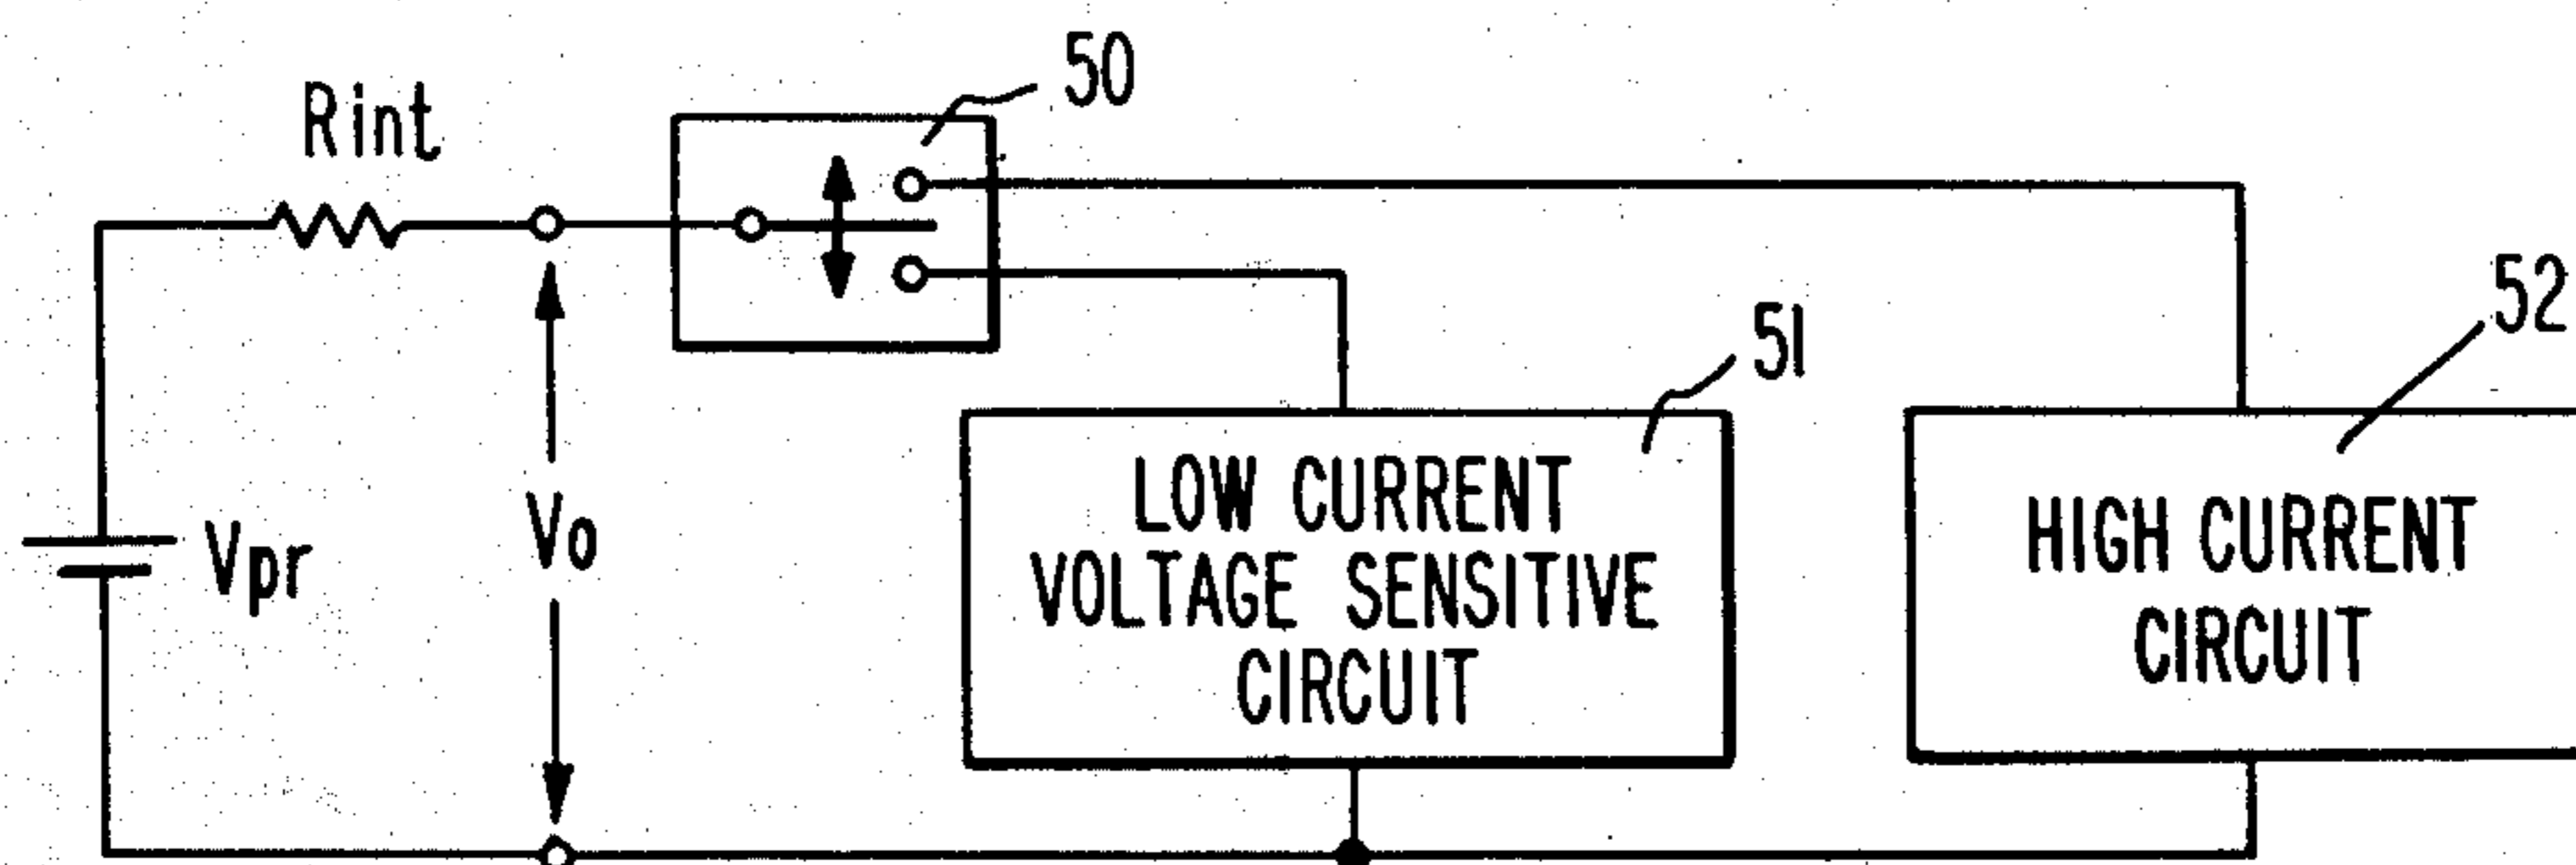 50
Rint
52
51
LOW CURRENT
VOLTAGE SENSITIVE
CIRCUIT
HIGH CURRENT
CIRCUIT
Vo
Vpr